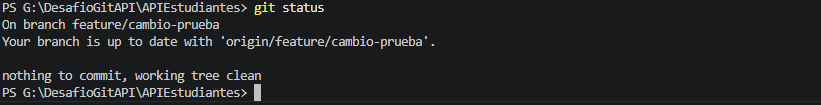 PS G:\DesafioGitAPI\APIEstudiantes> git status
On branch feature/cambio-prueba
Your branch is up to date with 'origin/feature/cambio-prueba'.
nothing to commit, working tree clean
PS G:\DesafioGitAPI\APIEstudiantes>